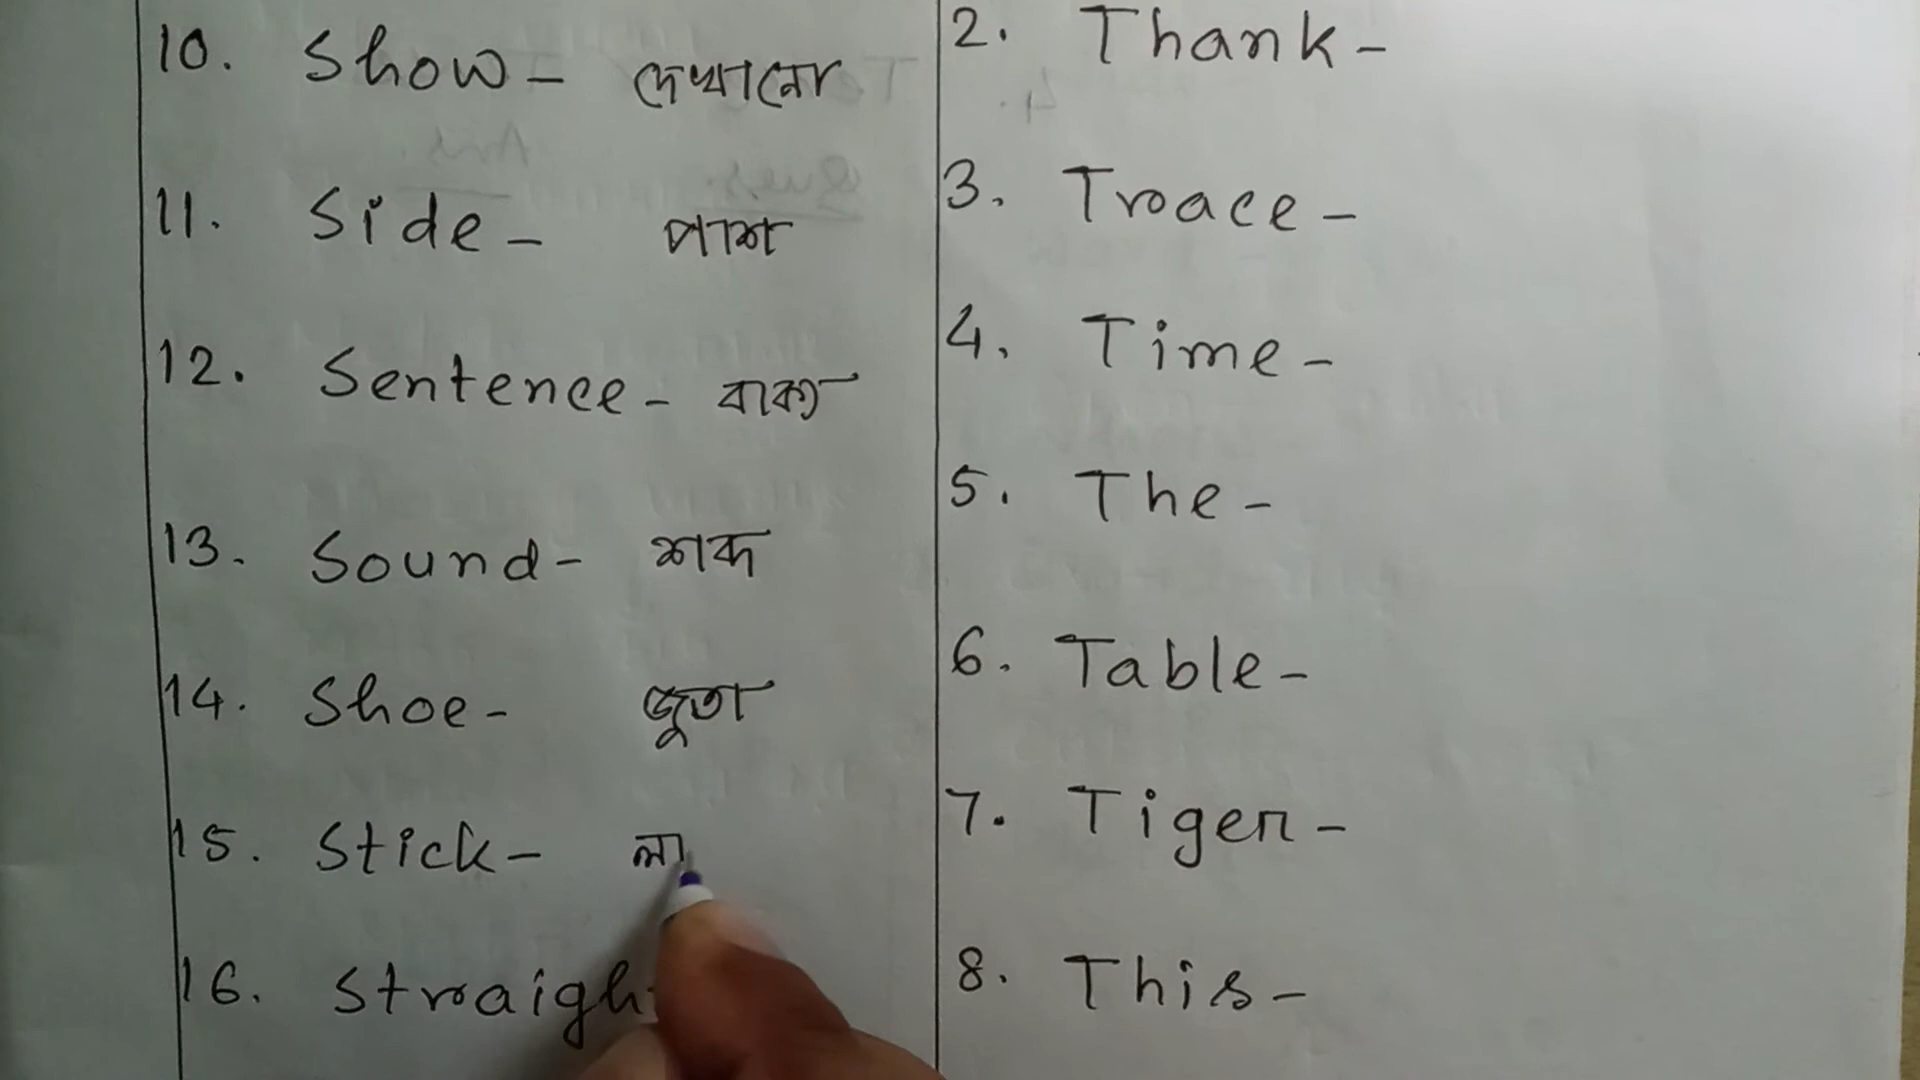 10. Show - দেখানো
11. Side - পাশ
12. Sentence - বাক্য
13. Sound - শব্দ
14. Shoe - জুতা
15. Stick - লা
16. Straigh
2. Thank -
3. Trace -
4. Time -
5. The -
6. Table -
7. Tiger -
8. This -